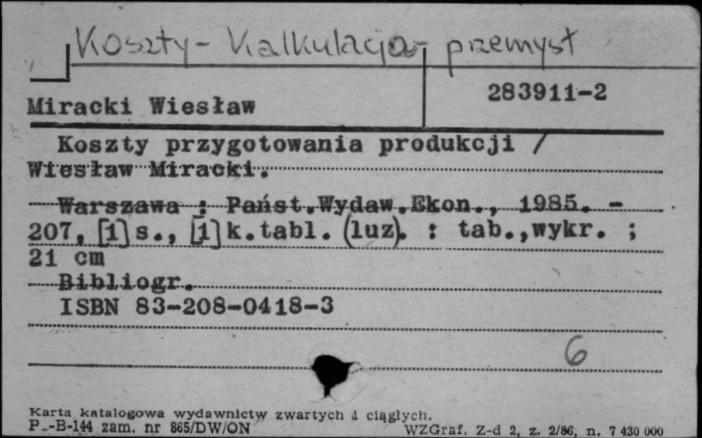 Koszty - Kalkulacja - przemysł
Miracki Wiesław
283911-2
Koszty przygotowania produkcji /
Wiesław Miracki.
Warszawa : Państ.Wydaw.Ekon., 1985. -
207, [1] s., [1] k.tabl. (luz). : tab.,wykr. ;
21 cm
Bibliogr.
ISBN 83-208-0418-3
6
Karta katalogowa wydawnictw zwartych i ciągłych.
P.-B-144 zam. nr 865/DW/ON
WZGraf. Z-d 2, z. 2/86, n. 7 430 000